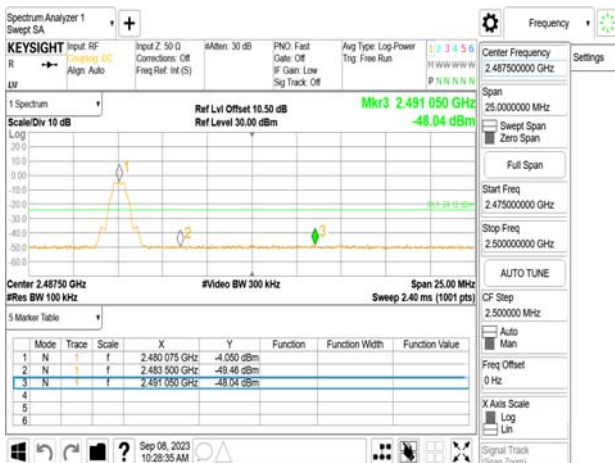 Spectrum Analyzer 1
Swept SA
Frequency
KEYSIGHT
R
Input: RF
Coupling: DC
Align: Auto
Input Z: 50 Ω
Corrections: Off
Freq Ref: Int (S)
#Atten: 30 dB
PNO: Fast
Gate: Off
IF Gain: Low
Sig Track: Off
Avg Type: Log-Power
Trig: Free Run
1 2 3 4 5 6
M W W W W W
P N N N N N
1 Spectrum
Scale/Div 10 dB
Ref Lvl Offset 10.50 dB
Ref Level 30.00 dBm
Mkr3 2.491 050 GHz
-48.04 dBm
Log
20.0
10.0
0.00
-10.0
-20.0
-30.0
-40.0
-50.0
-60.0
1
2
3
Center 2.48750 GHz
#Res BW 100 kHz
#Video BW 300 kHz
Span 25.00 MHz
Sweep 2.40 ms (1001 pts)
5 Marker Table
Mode Trace Scale X Y Function Function Width Function Value
1 N 1 f 2.480 075 GHz -4.050 dBm
2 N 1 f 2.483 500 GHz -49.46 dBm
3 N 1 f 2.491 050 GHz -48.04 dBm
4
5
6
Sep 08, 2023
10:28:35 AM
Center Frequency
2.487500000 GHz
Settings
Span
25.0000000 MHz
Swept Span
Zero Span
Full Span
Start Freq
2.475000000 GHz
Stop Freq
2.500000000 GHz
AUTO TUNE
CF Step
2.500000 MHz
Auto
Man
Freq Offset
0 Hz
X Axis Scale
Log
Lin
Signal Track
(Span Zoom)